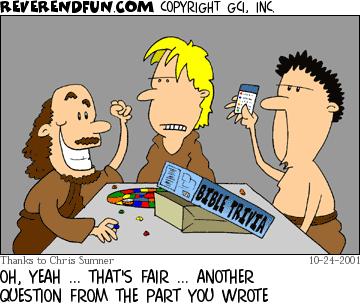 REVERENDFUN.COM COPYRIGHT GCI, INC.
BIBLE TRIVIA
Thanks to Chris Sumner 10-24-2001
OH, YEAH ... THAT'S FAIR ... ANOTHER
QUESTION FROM THE PART YOU WROTE